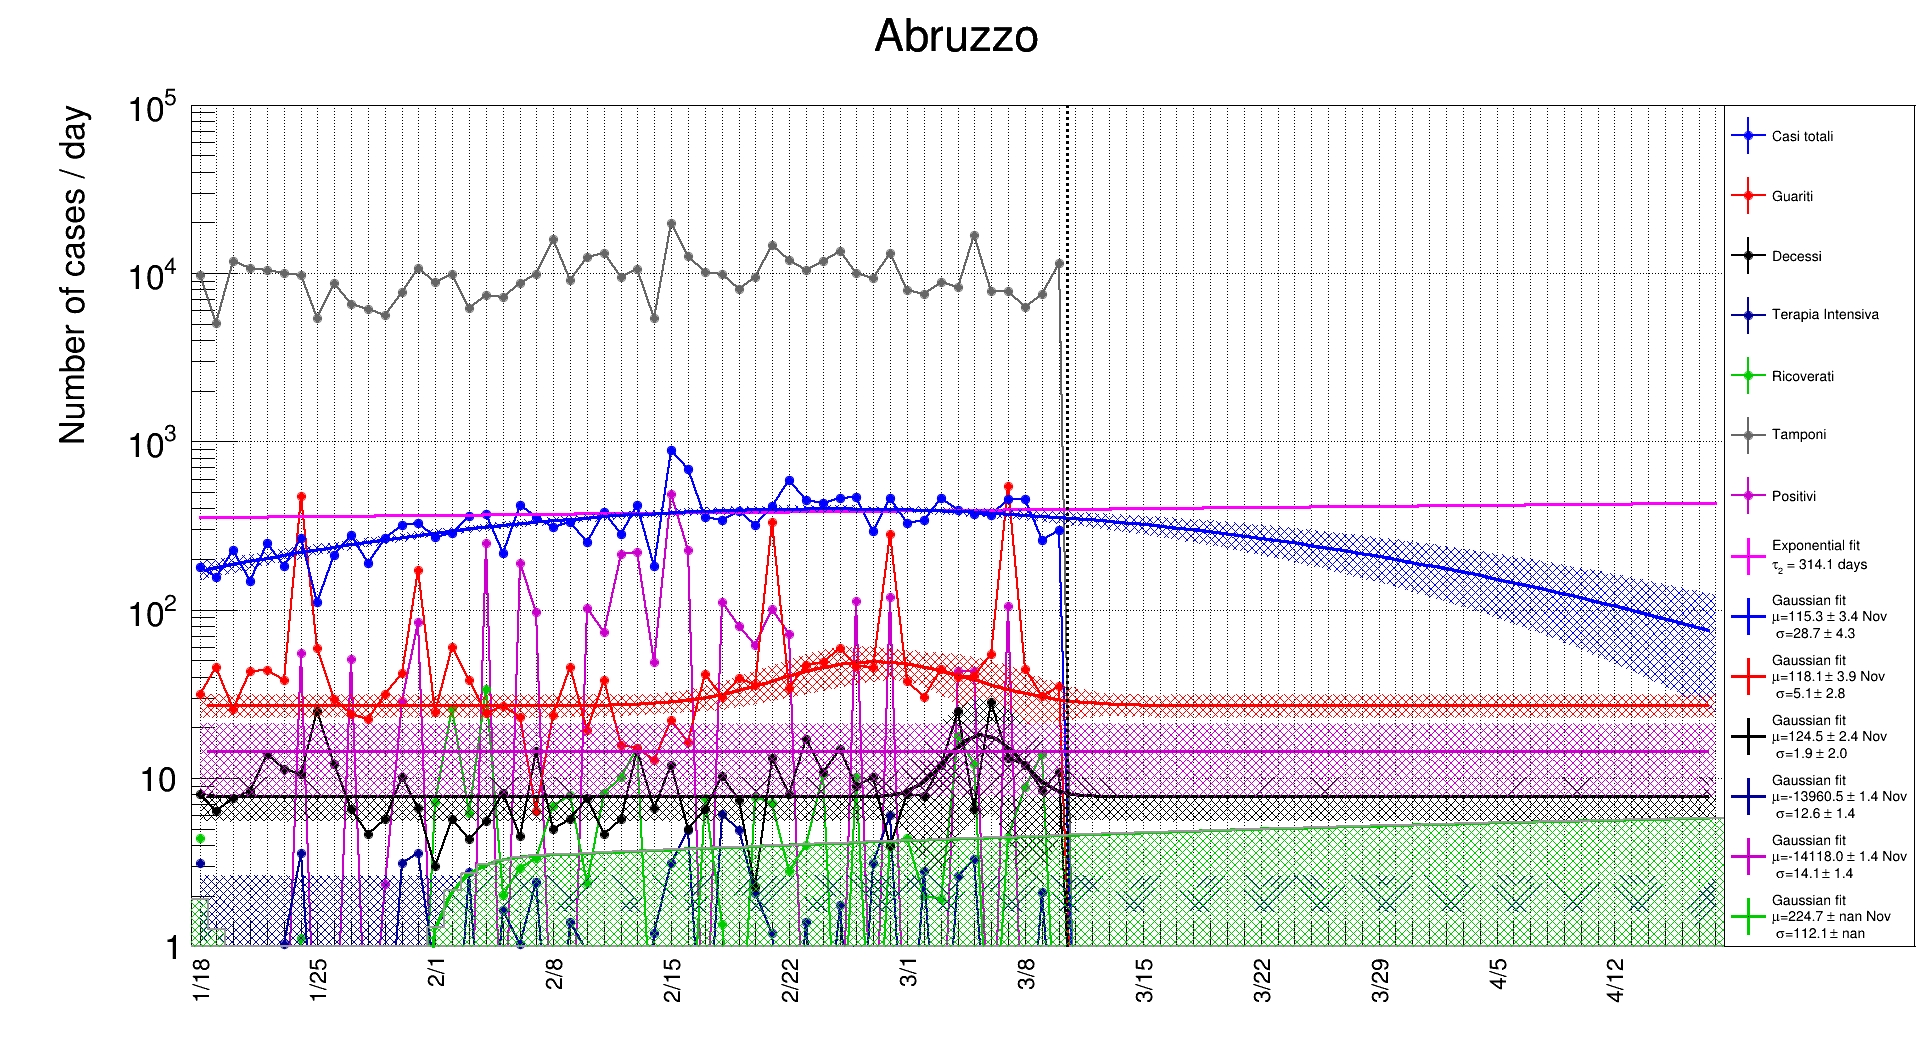 Abruzzo
Number of cases / day
10^5
10^4
10^3
10^2
10
1
1/18
1/25
2/1
2/8
2/15
2/22
3/1
3/8
3/15
3/22
3/29
4/5
4/12
Casi totali
Guariti
Decessi
Terapia Intensiva
Ricoverati
Tamponi
Positivi
Exponential fit
τ₂ = 314.1 days
Gaussian fit
μ=115.3 ± 3.4 Nov
σ=28.7 ± 4.3
Gaussian fit
μ=118.1 ± 3.9 Nov
σ=5.1 ± 2.8
Gaussian fit
μ=124.5 ± 2.4 Nov
σ=1.9 ± 2.0
Gaussian fit
μ=-13960.5 ± 1.4 Nov
σ=12.6 ± 1.4
Gaussian fit
μ=-14118.0 ± 1.4 Nov
σ=14.1 ± 1.4
Gaussian fit
μ=224.7 ± nan Nov
σ=112.1 ± nan